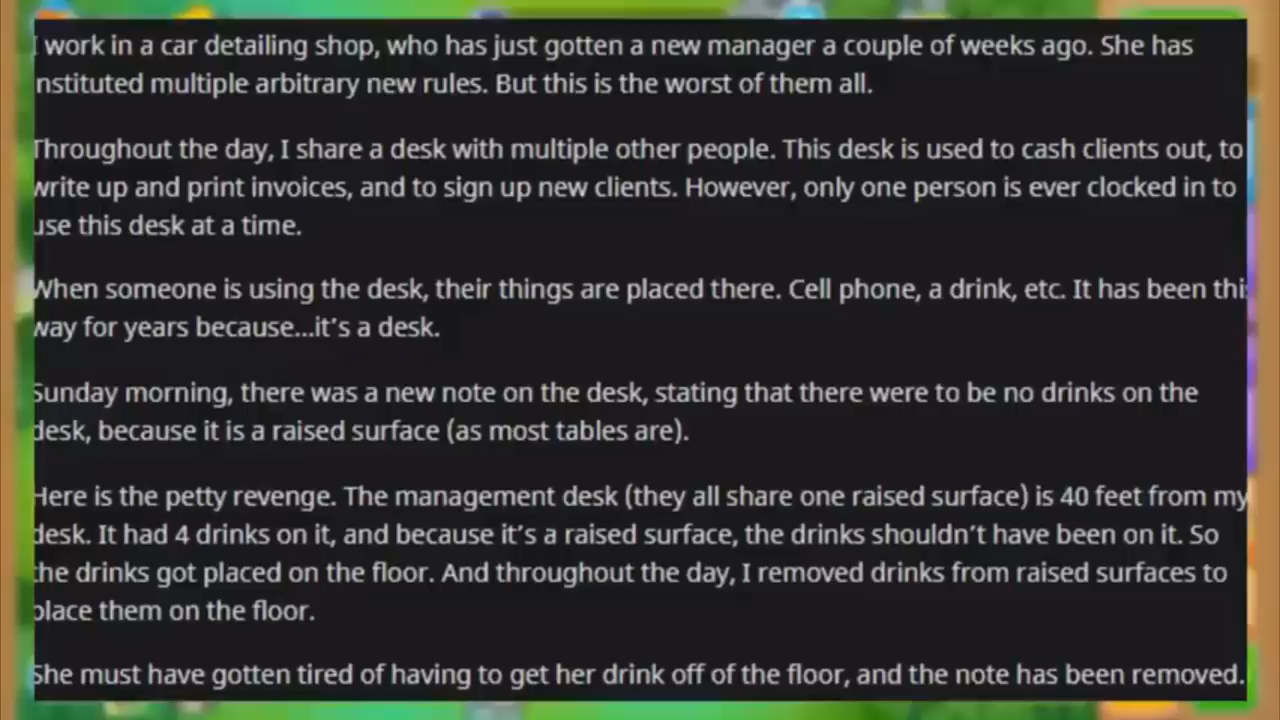 I work in a car detailing shop, who has just gotten a new manager a couple of weeks ago. She has
instituted multiple arbitrary new rules. But this is the worst of them all.
Throughout the day, I share a desk with multiple other people. This desk is used to cash clients out, to
write up and print invoices, and to sign up new clients. However, only one person is ever clocked in to
use this desk at a time.
When someone is using the desk, their things are placed there. Cell phone, a drink, etc. It has been this
way for years because...it's a desk.
Sunday morning, there was a new note on the desk, stating that there were to be no drinks on the
desk, because it is a raised surface (as most tables are).
Here is the petty revenge. The management desk (they all share one raised surface) is 40 feet from my
desk. It had 4 drinks on it, and because it's a raised surface, the drinks shouldn't have been on it. So
the drinks got placed on the floor. And throughout the day, I removed drinks from raised surfaces to
place them on the floor.
She must have gotten tired of having to get her drink off of the floor, and the note has been removed.